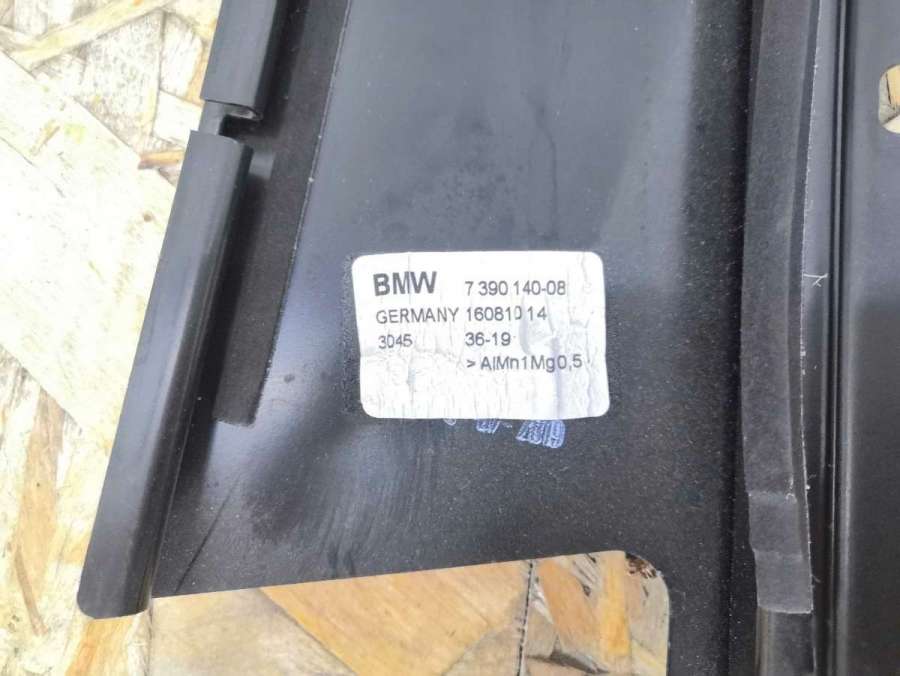 BMW 7 390 140-08
GERMANY 16081014
3045 36-19
>AlMn1Mg0,5